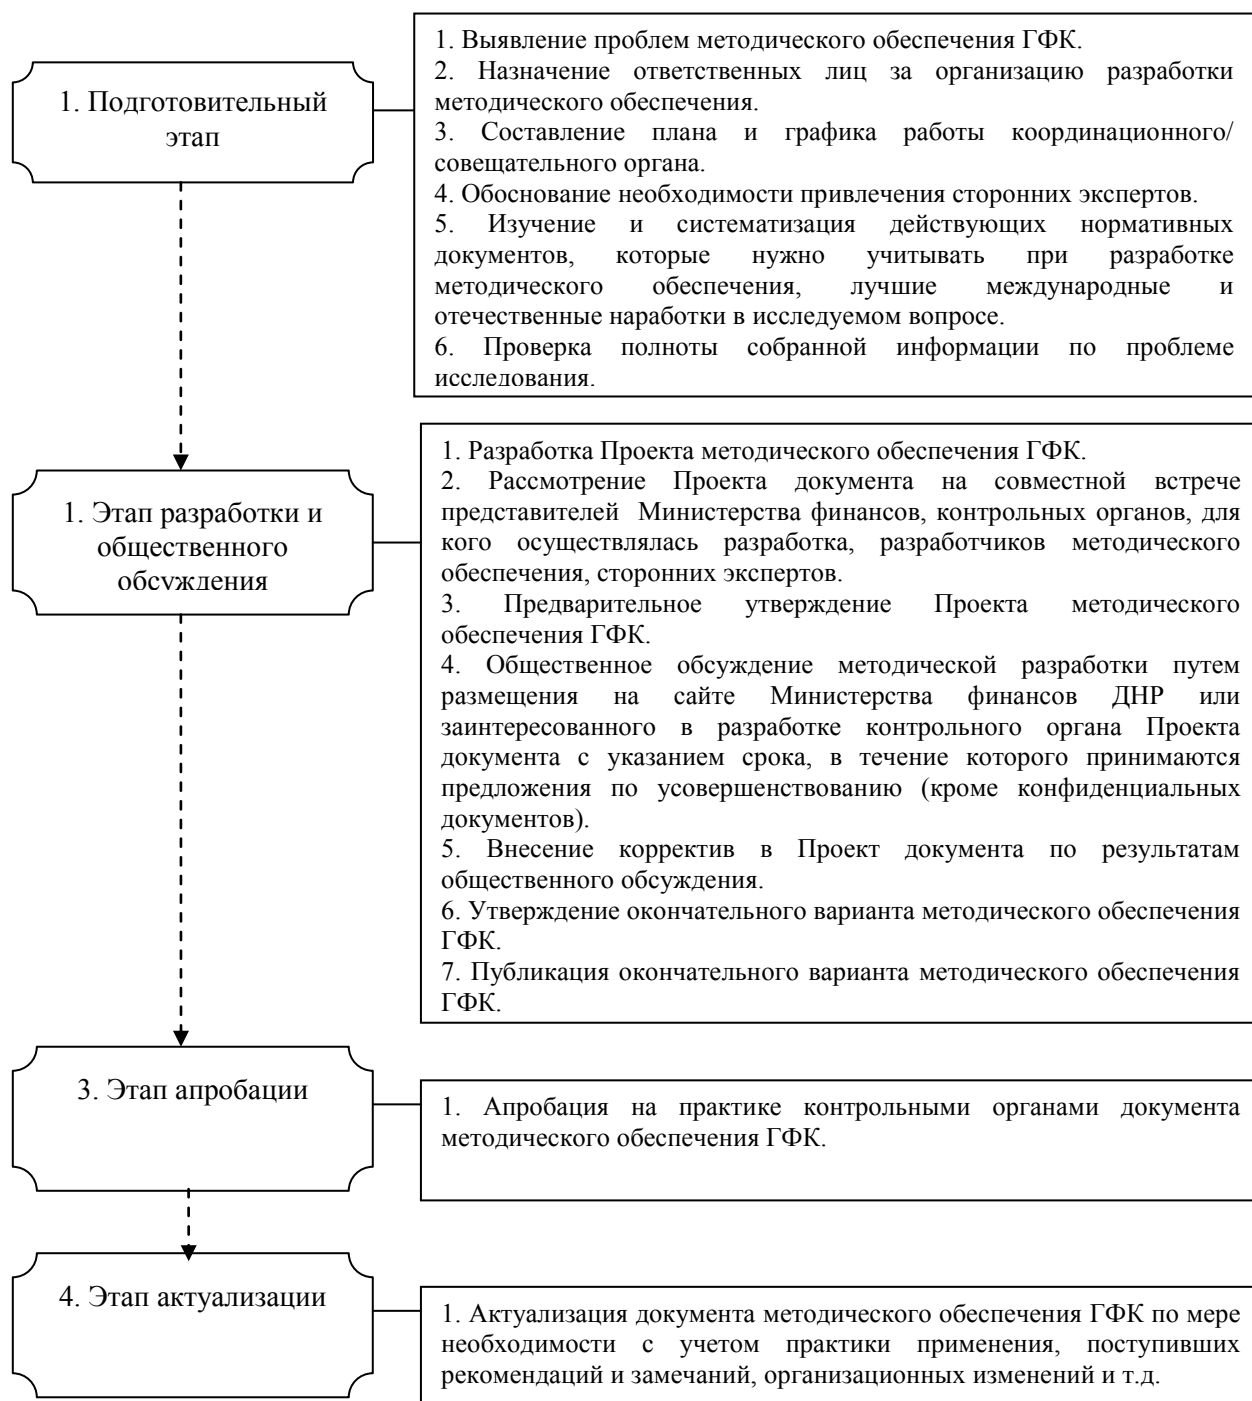 1. Подготовительный
этап
1. Выявление проблем методического обеспечения ГФК.
2. Назначение ответственных лиц за организацию разработки
методического обеспечения.
3. Составление плана и графика работы координационного/
совещательного органа.
4. Обоснование необходимости привлечения сторонних экспертов.
5. Изучение и систематизация действующих нормативных
документов, которые нужно учитывать при разработке
методического обеспечения, лучшие международные и
отечественные наработки в исследуемом вопросе.
6. Проверка полноты собранной информации по проблеме
исследования.
1. Этап разработки и
общественного
обсуждения
1. Разработка Проекта методического обеспечения ГФК.
2. Рассмотрение Проекта документа на совместной встрече
представителей Министерства финансов, контрольных органов, для
кого осуществлялась разработка, разработчиков методического
обеспечения, сторонних экспертов.
3. Предварительное утверждение Проекта методического
обеспечения ГФК.
4. Общественное обсуждение методической разработки путем
размещения на сайте Министерства финансов ДНР или
заинтересованного в разработке контрольного органа Проекта
документа с указанием срока, в течение которого принимаются
предложения по усовершенствованию (кроме конфиденциальных
документов).
5. Внесение корректив в Проект документа по результатам
общественного обсуждения.
6. Утверждение окончательного варианта методического обеспечения
ГФК.
7. Публикация окончательного варианта методического обеспечения
ГФК.
3. Этап апробации
1. Апробация на практике контрольными органами документа
методического обеспечения ГФК.
4. Этап актуализации
1. Актуализация документа методического обеспечения ГФК по мере
необходимости с учетом практики применения, поступивших
рекомендаций и замечаний, организационных изменений и т.д.